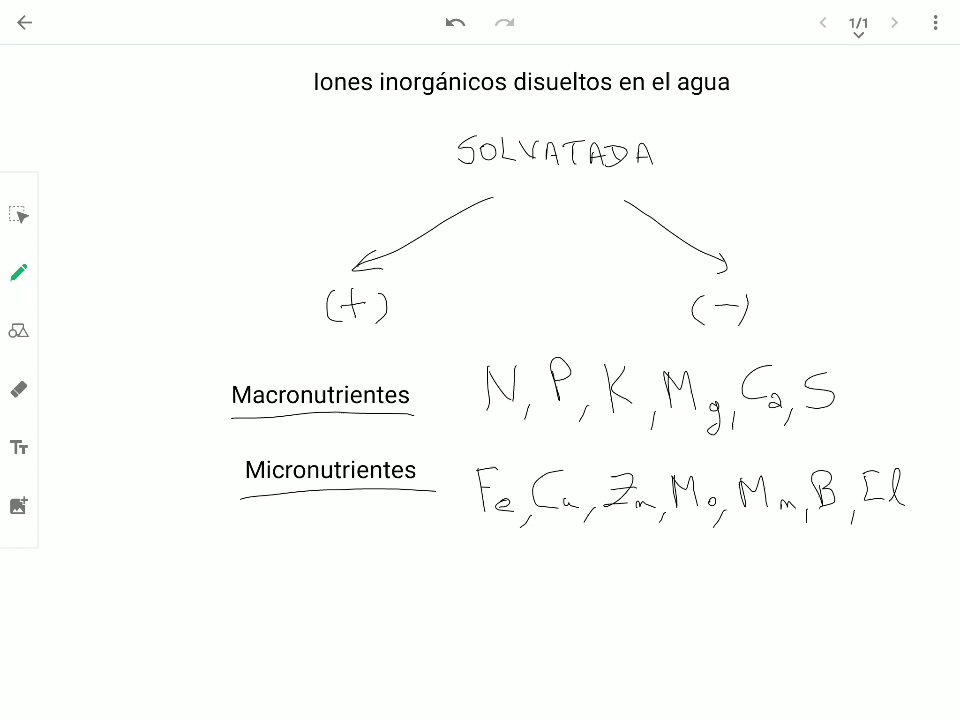 1/1
Iones inorgánicos disueltos en el agua
SOLVATADA
(+) (-)
Macronutrientes N, P, K, Mg, Ca, S
Micronutrientes Fe, Cu, Zn, Mo, Mn, B, Cl
Tт